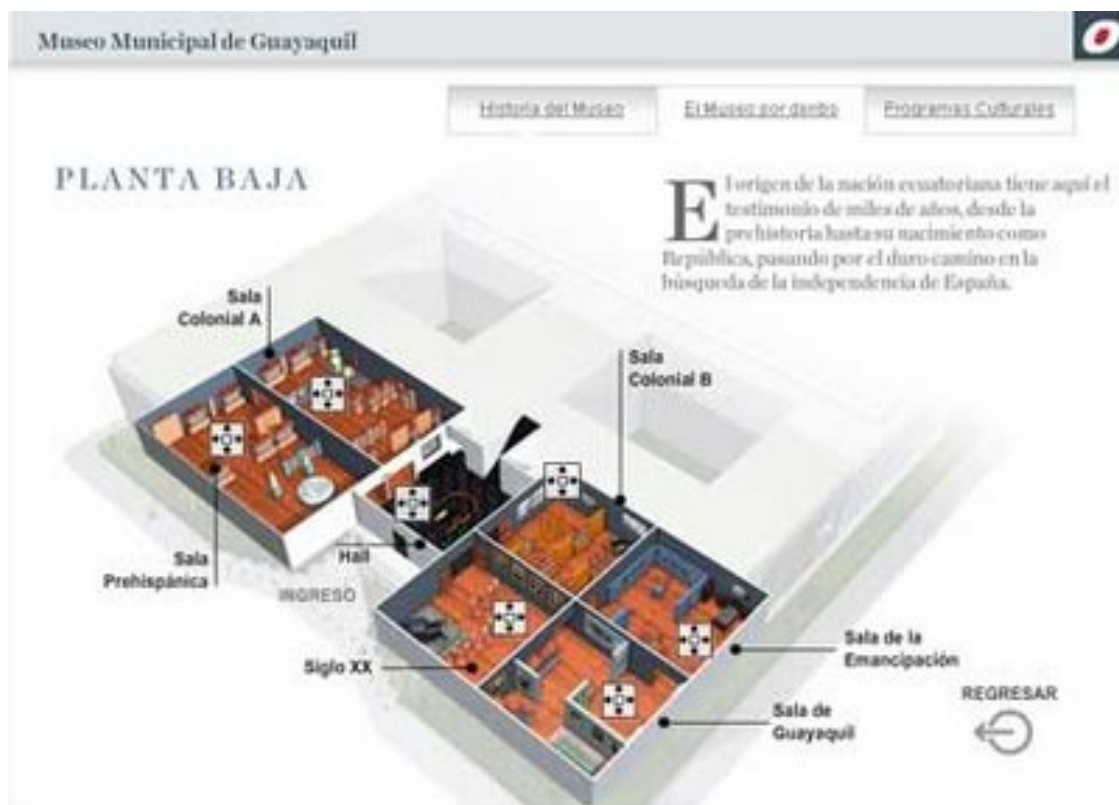 Museo Municipal de Guayaquil
Historia del Museo
El Museo por dentro
Programas Culturales
PLANTA BAJA
El origen de la nación ecuatoriana tiene aquí el
testimonio de miles de años, desde la
prehistoria hasta su nacimiento como
República, pasando por el duro camino en la
búsqueda de la independencia de España.
Sala
Colonial A
Sala
Colonial B
Hall
Sala
Prehispánica
INGRESO
Siglo XX
Sala de la
Emancipación
Sala de
Guayaquil
REGRESAR